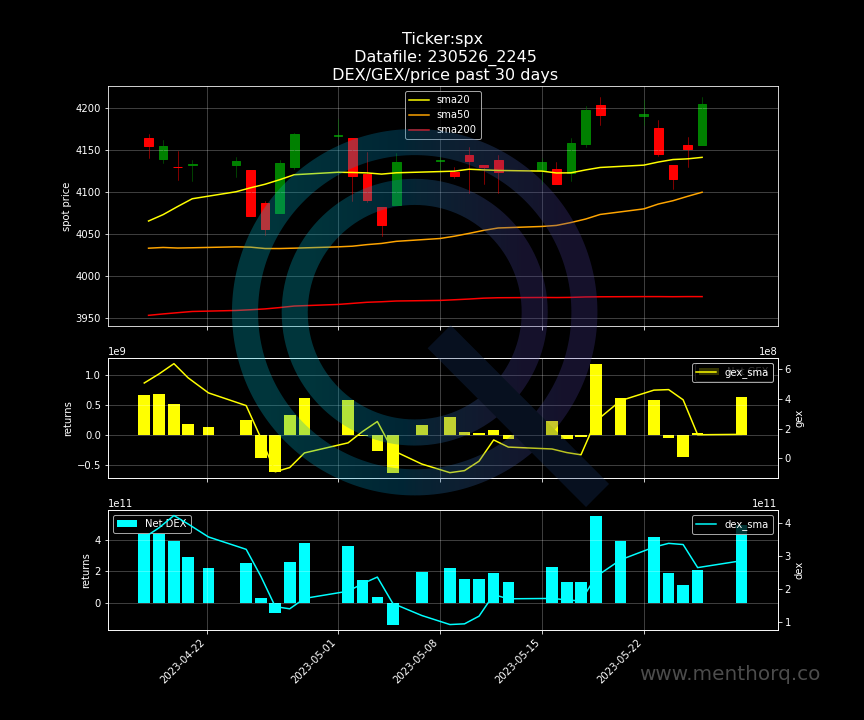 Ticker:spx
Datafile: 230526_2245
DEX/GEX/price past 30 days
sma20
sma50
sma200
4200
4150
4100
4050
4000
3950
spot price
1e9
1e8
gex_sma
1.0
0.5
0.0
−0.5
returns
6
4
2
0
gex
1e11
1e11
Net DEX
dex_sma
4
2
0
returns
4
3
2
1
dex
2023-04-22
2023-05-01
2023-05-08
2023-05-15
2023-05-22
www.menthorq.co